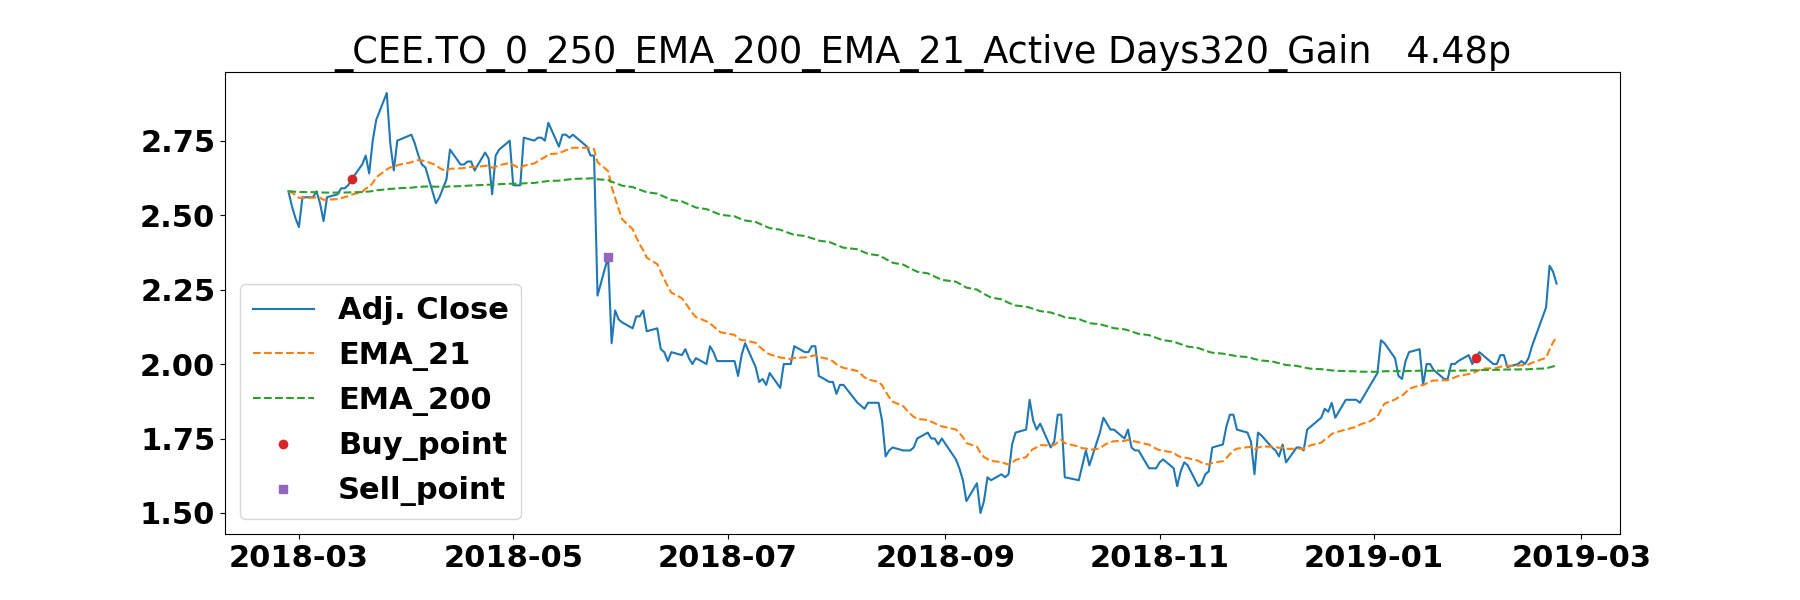 _CEE.TO_0_250_EMA_200_EMA_21_Active Days320_Gain   4.48p
2.75
2.50
2.25
2.00
1.75
1.50
Adj. Close
EMA_21
EMA_200
Buy_point
Sell_point
2018-03 2018-05 2018-07 2018-09 2018-11 2019-01 2019-03